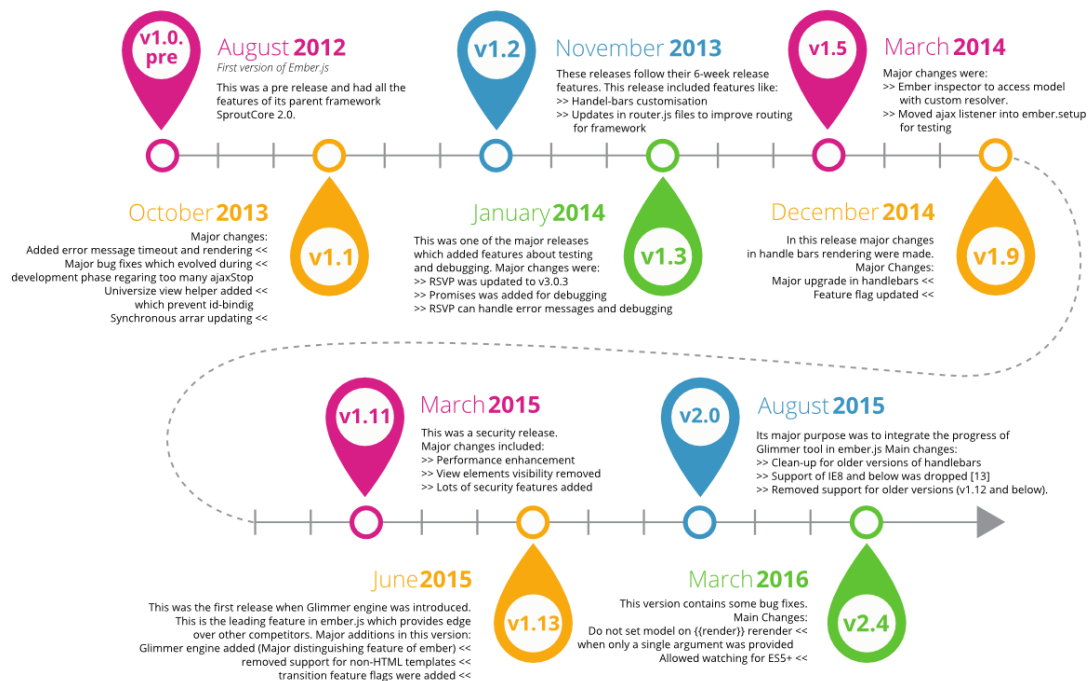 v1.0.
pre
August 2012
First version of Ember.js
This was a pre release and had all the
features of its parent framework
SproutCore 2.0.
v1.2
November 2013
These releases follow their 6-week release
features. This release included features like:
>> Handel-bars customisation
>> Updates in router.js files to improve routing
for framework
v1.5
March 2014
Major changes were:
>> Ember inspector to access model
with custom resolver.
>> Moved ajax listener into ember.setup
for testing
October 2013
Major changes:
Added error message timeout and rendering <<
Major bug fixes which evolved during <<
development phase regaring too many ajaxStop
Universize view helper added <<
which prevent id-bindig
Synchronous arrar updating <<
v1.1
January 2014
This was one of the major releases
which added features about testing
and debugging. Major changes were:
>> RSVP was updated to v3.0.3
>> Promises was added for debugging
>> RSVP can handle error messages and debugging
v1.3
December 2014
In this release major changes
in handle bars rendering were made.
Major Changes:
Major upgrade in handlebars <<
Feature flag updated <<
v1.9
v1.11
March 2015
This was a security release.
Major changes included:
>> Performance enhancement
>> View elements visibility removed
>> Lots of security features added
v2.0
August 2015
Its major purpose was to integrate the progress of
Glimmer tool in ember.js Main changes:
>> Clean-up for older versions of handlebars
>> Support of IE8 and below was dropped [13]
>> Removed support for older versions (v1.12 and below).
June 2015
This was the first release when Glimmer engine was introduced.
This is the leading feature in ember.js which provides edge
over other competitors. Major additions in this version:
Glimmer engine added (Major distinguishing feature of ember) <<
removed support for non-HTML templates <<
transition feature flags were added <<
v1.13
March 2016
This version contains some bug fixes.
Main Changes:
Do not set model on {{render}} rerender <<
when only a single argument was provided
Allowed watching for ES5+ <<
v2.4